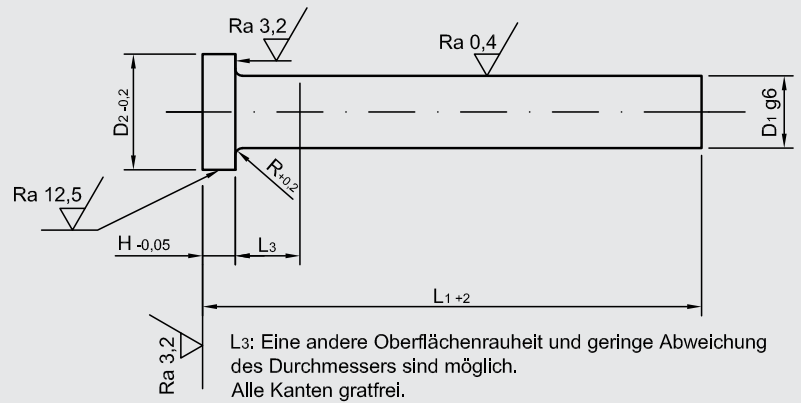 Ra 3,2
Ra 0,4
D2 -0,2
D1 g6
R+0.2
Ra 12,5
H -0,05
L3
L1 +2
Ra 3,2
L3: Eine andere Oberflächenrauheit und geringe Abweichung
des Durchmessers sind möglich.
Alle Kanten gratfrei.